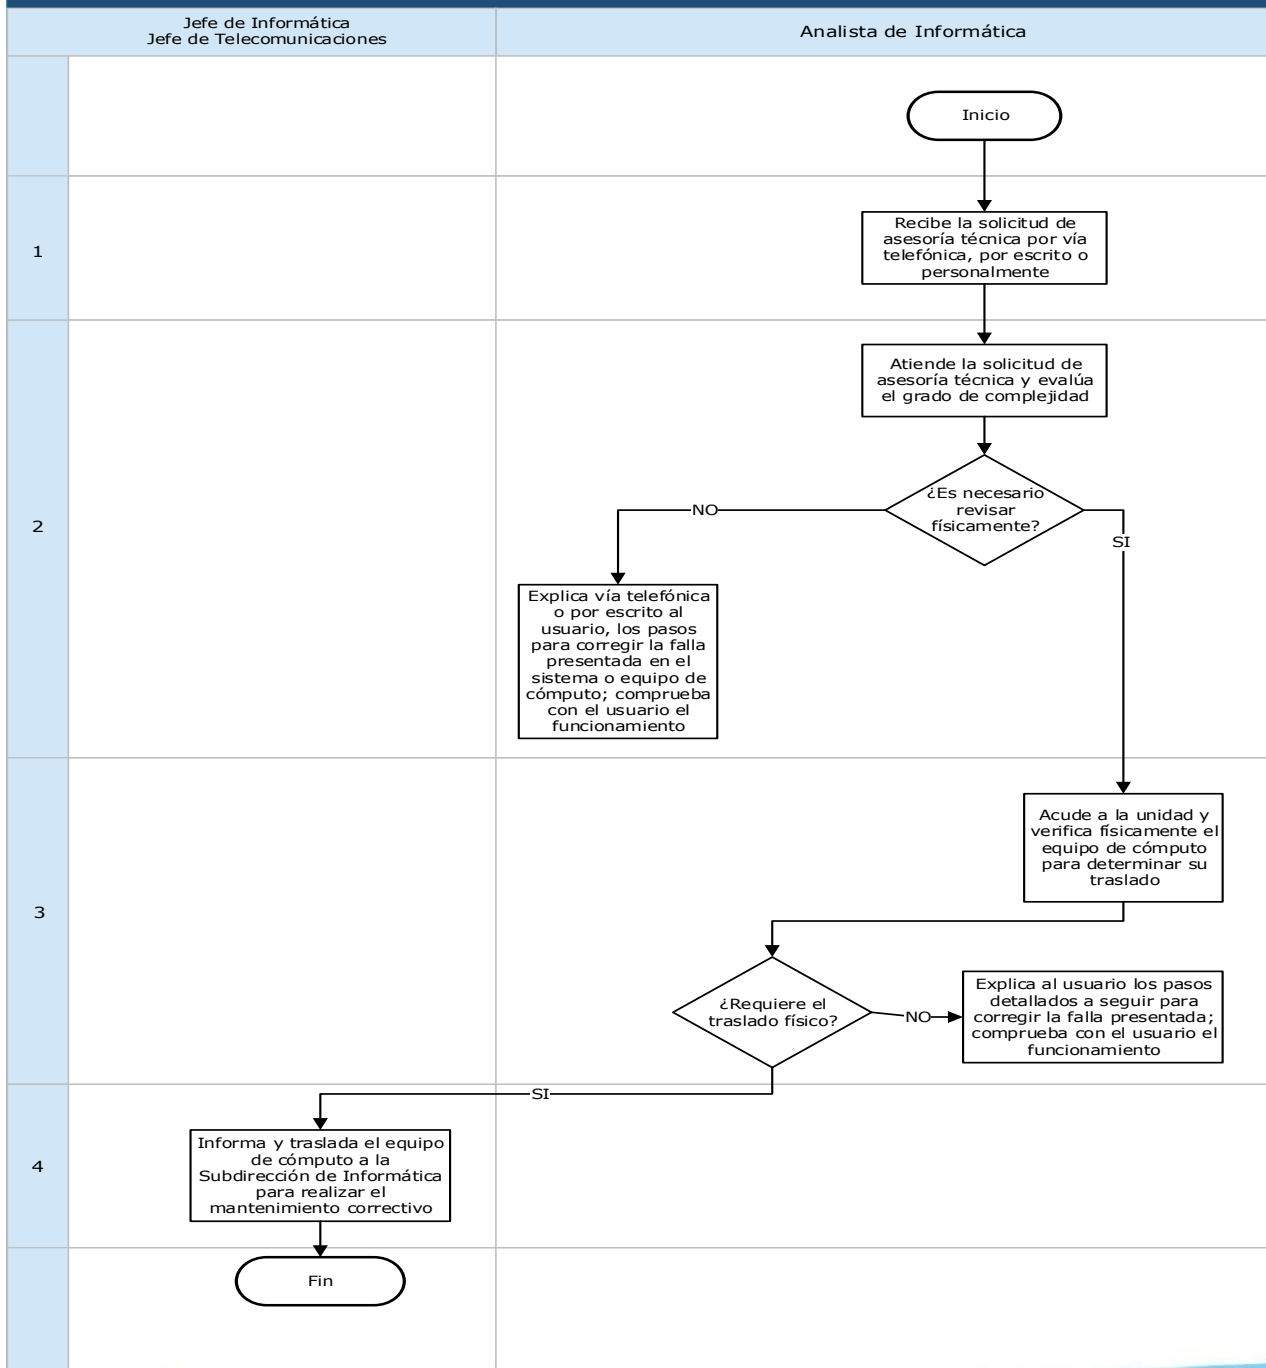 Jefe de Informática
Jefe de Telecomunicaciones
Analista de Informática
Inicio
1
Recibe la solicitud de
asesoría técnica por vía
telefónica, por escrito o
personalmente
2
Atiende la solicitud de
asesoría técnica y evalúa
el grado de complejidad
¿Es necesario
revisar
físicamente?
NO
SI
Explica vía telefónica
o por escrito al
usuario, los pasos
para corregir la falla
presentada en el
sistema o equipo de
cómputo; comprueba
con el usuario el
funcionamiento
3
Acude a la unidad y
verifica físicamente el
equipo de cómputo
para determinar su
traslado
¿Requiere el
traslado físico?
NO
Explica al usuario los pasos
detallados a seguir para
corregir la falla presentada;
comprueba con el usuario el
funcionamiento
SI
4
Informa y traslada el equipo
de cómputo a la
Subdirección de Informática
para realizar el
mantenimiento correctivo
Fin